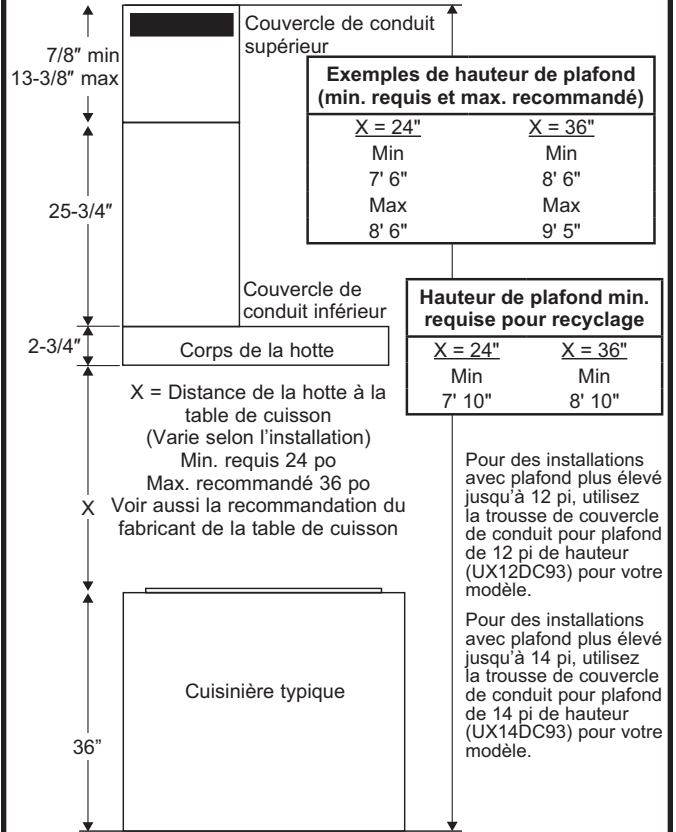 Couvercle de conduit
supérieur
7/8" min
13-3/8" max
Exemples de hauteur de plafond
(min. requis et max. recommandé)
X = 24" X = 36"
Min Min
7' 6" 8' 6"
Max Max
8' 6" 9' 5"
25-3/4"
Couvercle de
conduit inférieur
Hauteur de plafond min.
requise pour recyclage
X = 24" X = 36"
Min Min
7' 10" 8' 10"
2-3/4"
Corps de la hotte
X = Distance de la hotte à la
table de cuisson
(Varie selon l’installation)
Min. requis 24 po
Max. recommandé 36 po
Voir aussi la recommandation du
fabricant de la table de cuisson
X
Pour des installations
avec plafond plus élevé
jusqu’à 12 pi, utilisez
la trousse de couvercle
de conduit pour plafond
de 12 pi de hauteur
(UX12DC93) pour votre
modèle.
Pour des installations
avec plafond plus élevé
jusqu’à 14 pi, utilisez
la trousse de couvercle
de conduit pour plafond
de 14 pi de hauteur
(UX14DC93) pour votre
modèle.
Cuisinière typique
36”